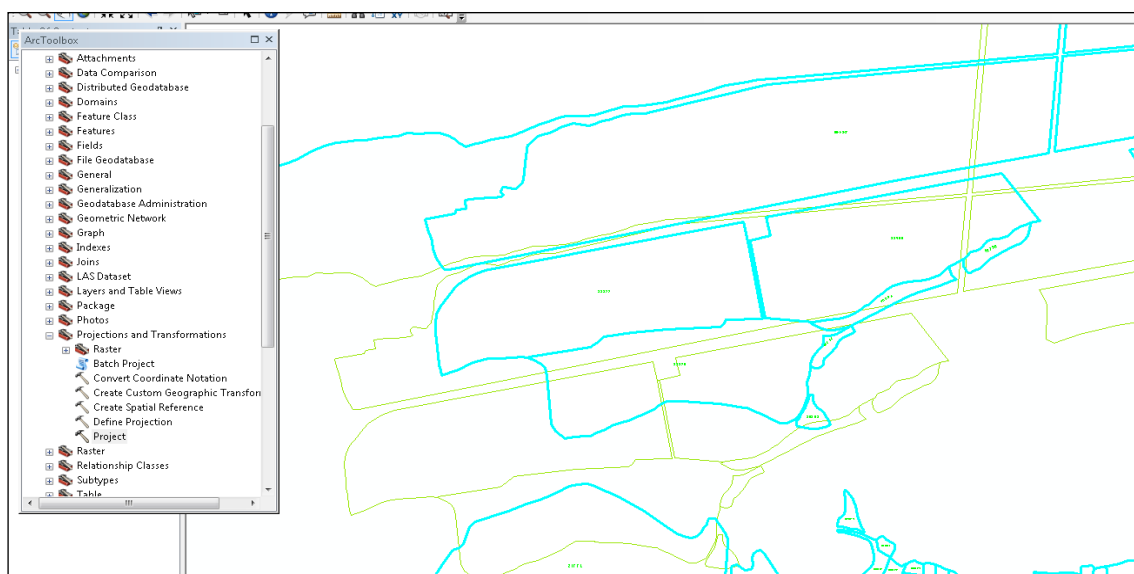 ArcToolbox
Attachments
Data Comparison
Distributed Geodatabase
Domains
Feature Class
Features
Fields
File Geodatabase
General
Generalization
Geodatabase Administration
Geometric Network
Graph
Indexes
Joins
LAS Dataset
Layers and Table Views
Package
Photos
Projections and Transformations
Raster
Batch Project
Convert Coordinate Notation
Create Custom Geographic Transfor
Create Spatial Reference
Define Projection
Project
Raster
Relationship Classes
Subtypes
Table